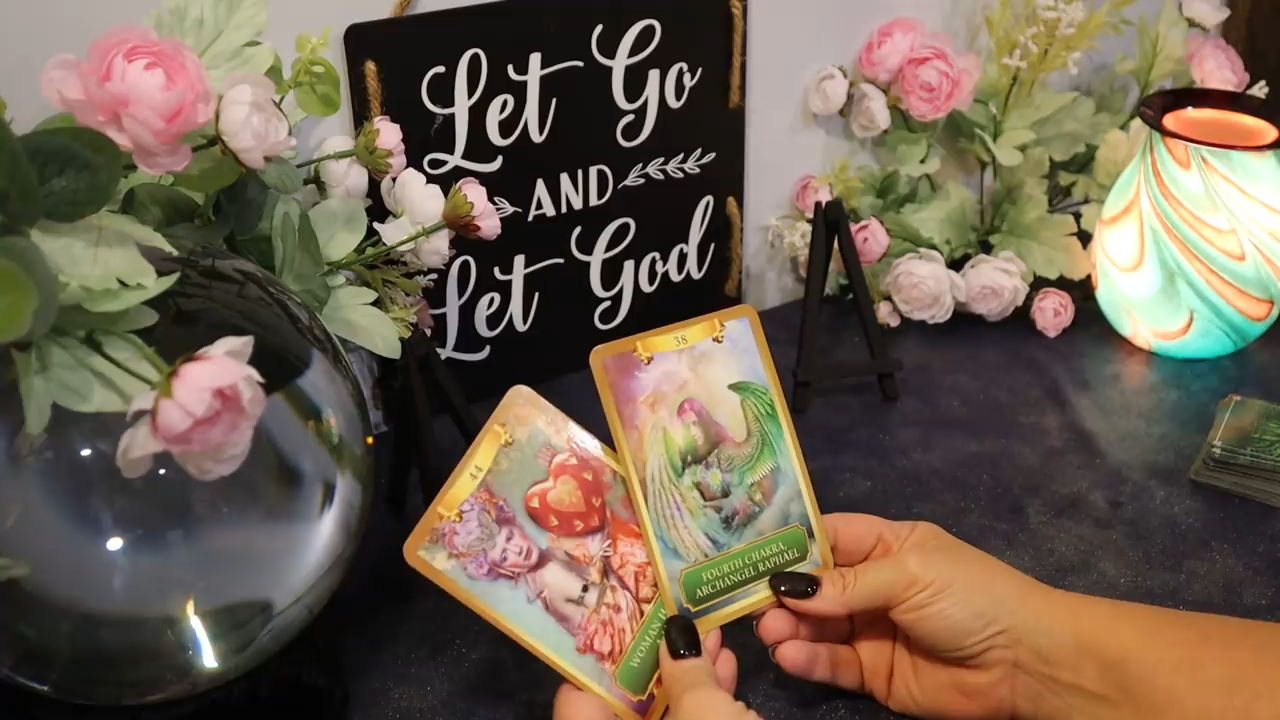 Let Go
AND
Let God
38
FOURTH CHAKRA,
ARCHANGEL RAPHAEL
44
WOMAN